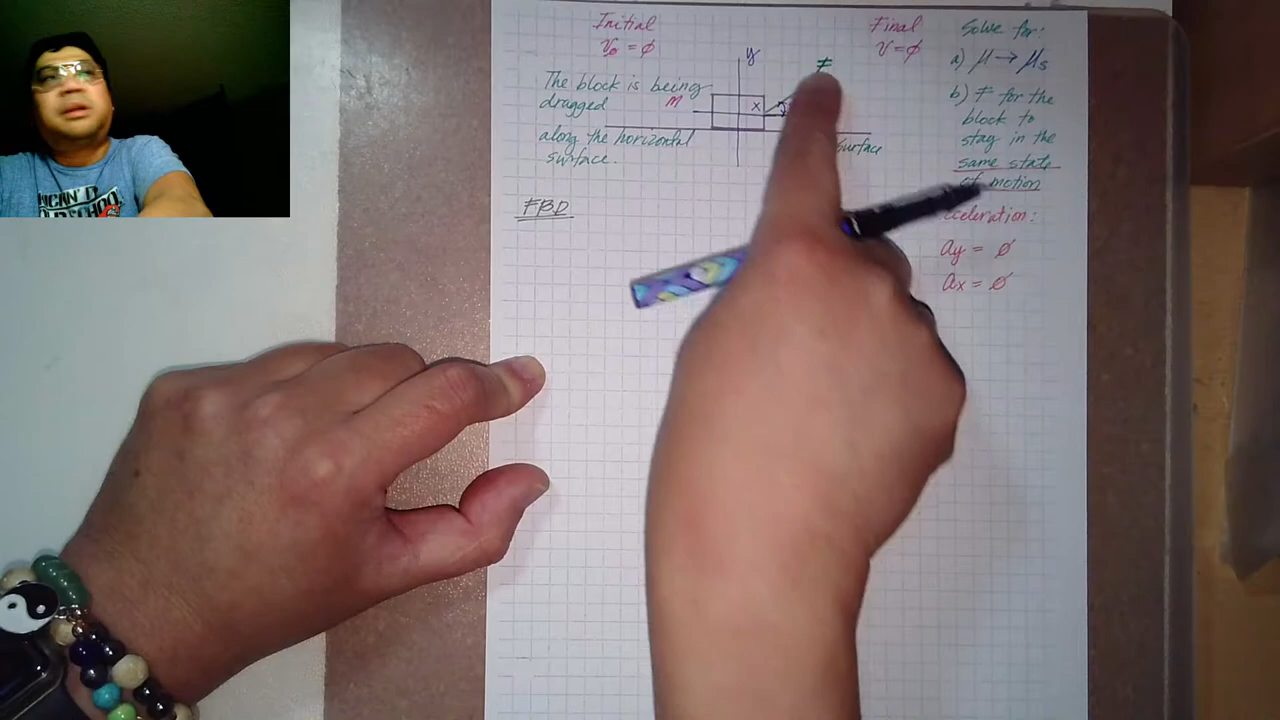 Initial
v₀ = ∅
The block is being
dragged
along the horizontal
surface.
M
y
x
F
surface
Final
v = ∅
Solve for:
a) μ → μs
b) F for the
block to
stay in the
same state
of motion
cceleration:
ay = ∅
ax = ∅
FBD